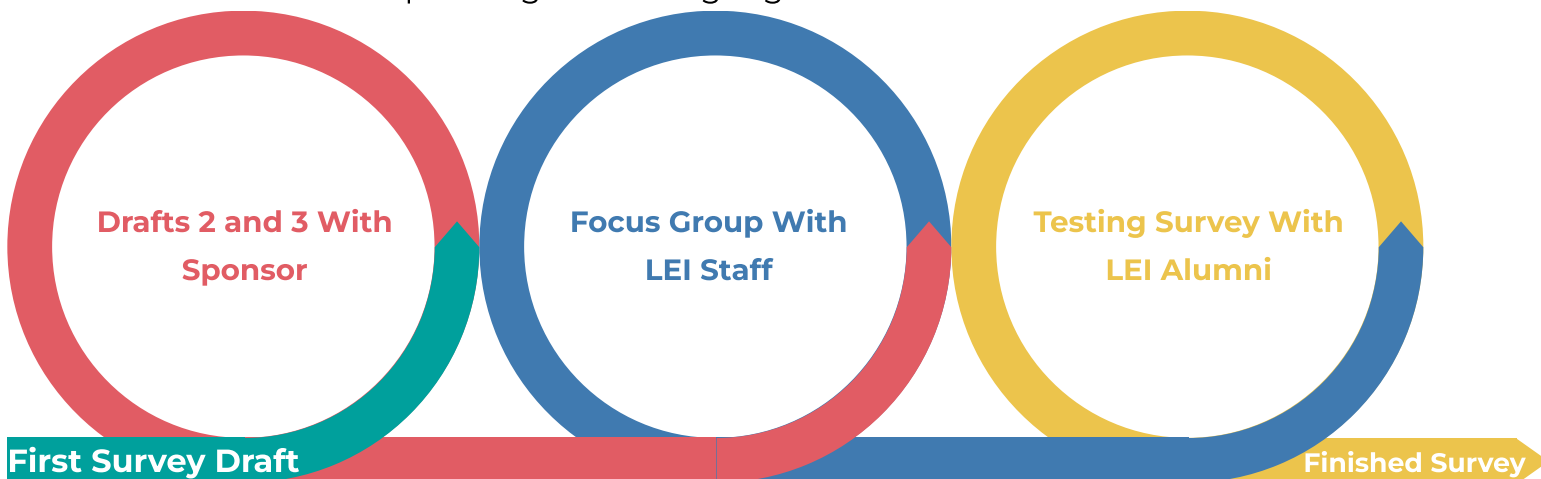 Drafts 2 and 3 With
Sponsor
Focus Group With
LEI Staff
Testing Survey With
LEI Alumni
First Survey Draft
Finished Survey